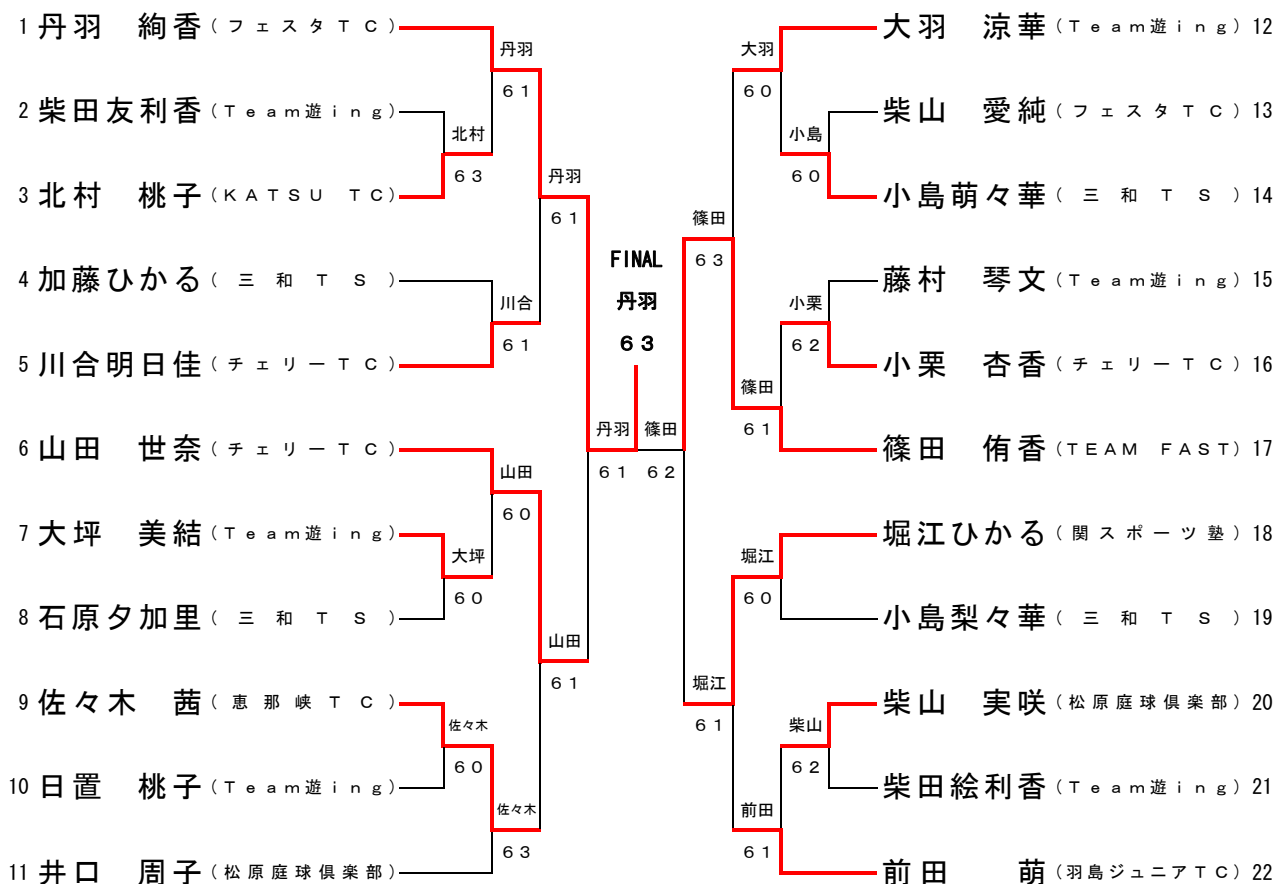 1 丹羽 絢香 (フェスタTC)
2 柴田友利香 (Team遊ing)
3 北村 桃子 (KATSU TC)
4 加藤ひかる (三和TS)
5 川合明日佳 (チェリーTC)
6 山田 世奈 (チェリーTC)
7 大坪 美結 (Team遊ing)
8 石原夕加里 (三和TS)
9 佐々木 茜 (恵那峡TC)
10 日置 桃子 (Team遊ing)
11 井口 周子 (松原庭球倶楽部)
丹羽
61
北村
63
丹羽
61
川合
61
山田
60
大坪
60
山田
61
佐々木
60
佐々木
63
丹羽
61
FINAL
丹羽
63
篠田
62
篠田
63
堀江
61
大羽
60
小島
60
小栗
62
篠田
61
堀江
60
柴山
62
前田
61
大羽 涼華 (Team遊ing) 12
柴山 愛純 (フェスタTC) 13
小島萌々華 (三和TS) 14
藤村 琴文 (Team遊ing) 15
小栗 杏香 (チェリーTC) 16
篠田 侑香 (TEAM FAST) 17
堀江ひかる (関スポーツ塾) 18
小島梨々華 (三和TS) 19
柴山 実咲 (松原庭球倶楽部) 20
柴田絵利香 (Team遊ing) 21
前田 萌 (羽島ジュニアTC) 22